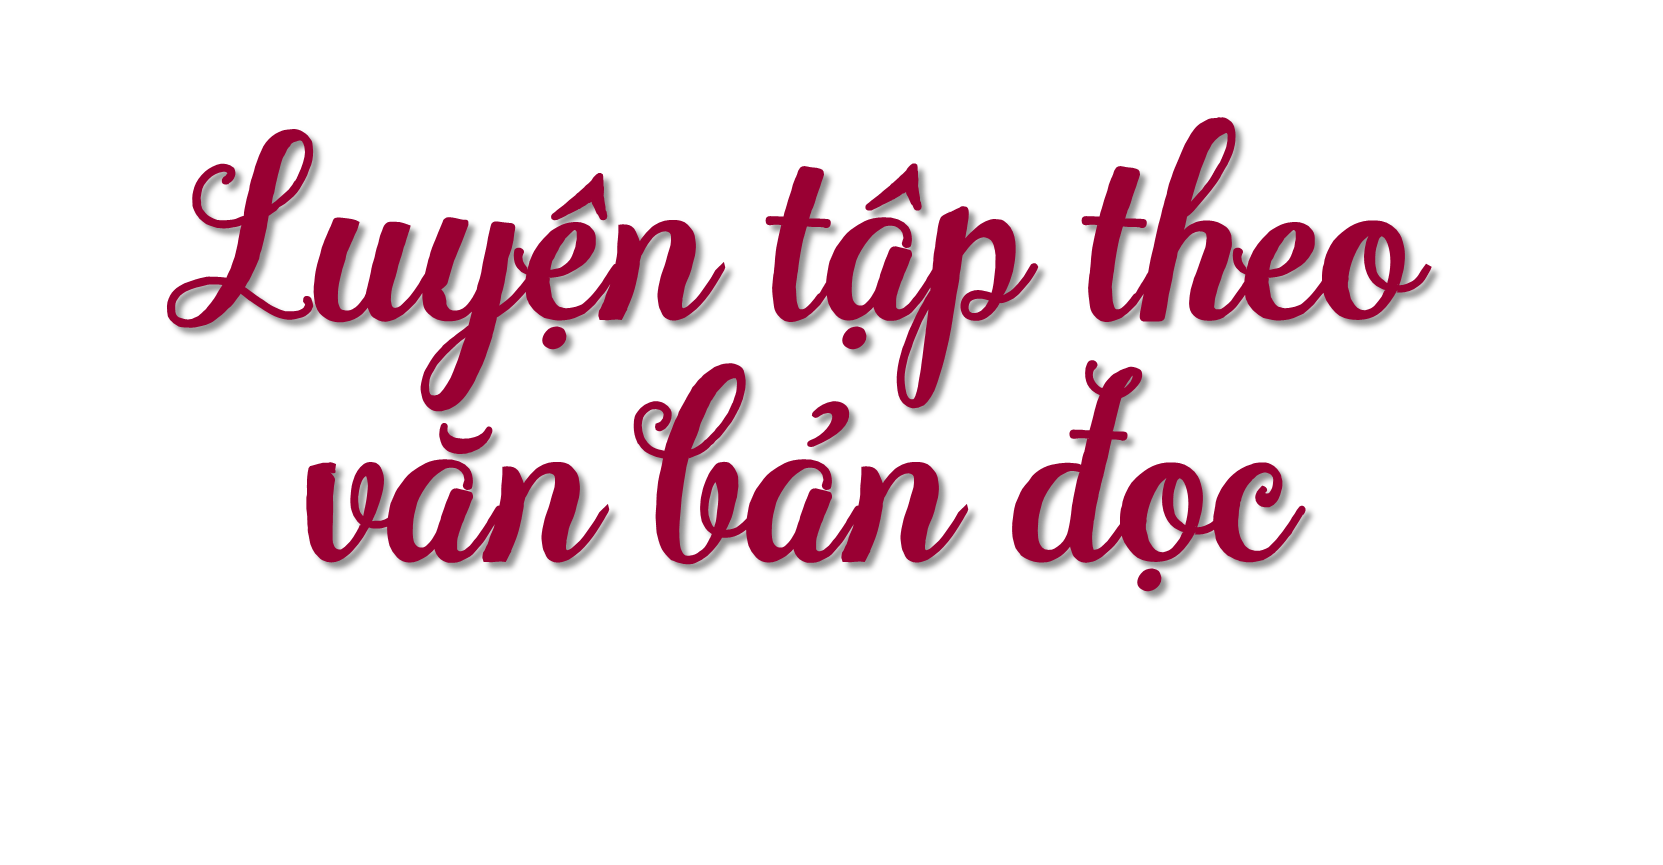 Luyện tập theo
văn bản đọc